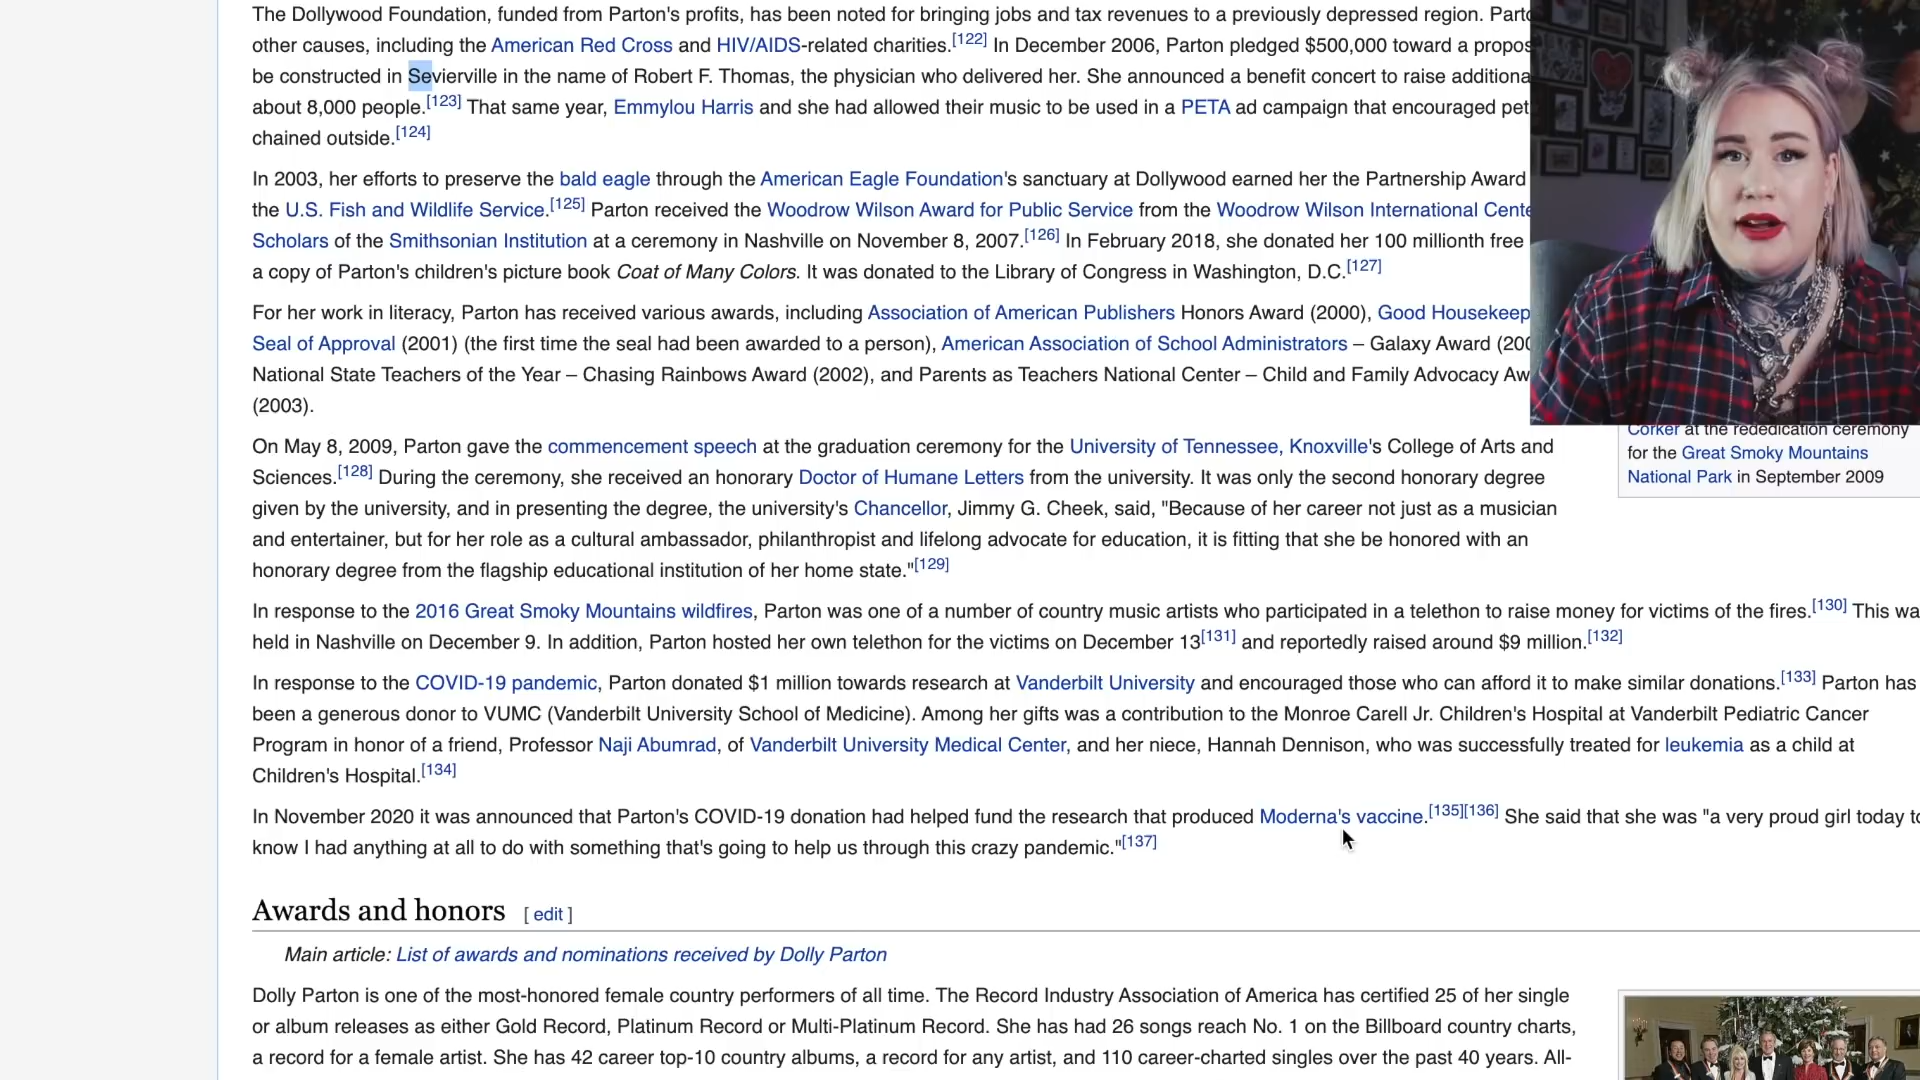 The Dollywood Foundation, funded from Parton's profits, has been noted for bringing jobs and tax revenues to a previously depressed region.
other causes, including the American Red Cross and HIV/AIDS-related charities.[122] In December 2006, Parton pledged $500,000 toward a
be constructed in Sevierville in the name of Robert F. Thomas, the physician who delivered her. She announced a benefit concert to raise
about 8,000 people.[123] That same year, Emmylou Harris and she had allowed their music to be used in a PETA ad campaign that encouraged
chained outside.[124]
In 2003, her efforts to preserve the bald eagle through the American Eagle Foundation's sanctuary at Dollywood earned her the Partnership Award
the U.S. Fish and Wildlife Service.[125] Parton received the Woodrow Wilson Award for Public Service from the Woodrow Wilson International
Scholars of the Smithsonian Institution at a ceremony in Nashville on November 8, 2007.[126] In February 2018, she donated her 100 millionth free
a copy of Parton's children's picture book Coat of Many Colors. It was donated to the Library of Congress in Washington, D.C.[127]
For her work in literacy, Parton has received various awards, including Association of American Publishers Honors Award (2000), Good
Seal of Approval (2001) (the first time the seal had been awarded to a person), American Association of School Administrators – Galaxy Award
National State Teachers of the Year – Chasing Rainbows Award (2002), and Parents as Teachers National Center – Child and Family Advocacy
(2003).
On May 8, 2009, Parton gave the commencement speech at the graduation ceremony for the University of Tennessee, Knoxville's College of Arts and
Sciences.[128] During the ceremony, she received an honorary Doctor of Humane Letters from the university. It was only the second honorary degree
given by the university, and in presenting the degree, the university's Chancellor, Jimmy G. Cheek, said, "Because of her career not just as a musician
and entertainer, but for her role as a cultural ambassador, philanthropist and lifelong advocate for education, it is fitting that she be honored with an
honorary degree from the flagship educational institution of her home state."[129]
Corker at the rededication ceremony
for the Great Smoky Mountains
National Park in September 2009
In response to the 2016 Great Smoky Mountains wildfires, Parton was one of a number of country music artists who participated in a telethon to raise money for victims of the fires.[130] This
held in Nashville on December 9. In addition, Parton hosted her own telethon for the victims on December 13[131] and reportedly raised around $9 million.[132]
In response to the COVID-19 pandemic, Parton donated $1 million towards research at Vanderbilt University and encouraged those who can afford it to make similar donations.[133] Parton has
been a generous donor to VUMC (Vanderbilt University School of Medicine). Among her gifts was a contribution to the Monroe Carell Jr. Children's Hospital at Vanderbilt Pediatric Cancer
Program in honor of a friend, Professor Naji Abumrad, of Vanderbilt University Medical Center, and her niece, Hannah Dennison, who was successfully treated for leukemia as a child at
Children's Hospital.[134]
In November 2020 it was announced that Parton's COVID-19 donation had helped fund the research that produced Moderna's vaccine.[135][136] She said that she was "a very proud girl today to
know I had anything at all to do with something that's going to help us through this crazy pandemic."[137]
Awards and honors [ edit ]
Main article: List of awards and nominations received by Dolly Parton
Dolly Parton is one of the most-honored female country performers of all time. The Record Industry Association of America has certified 25 of her single
or album releases as either Gold Record, Platinum Record or Multi-Platinum Record. She has had 26 songs reach No. 1 on the Billboard country charts,
a record for a female artist. She has 42 career top-10 country albums, a record for any artist, and 110 career-charted singles over the past 40 years. All-